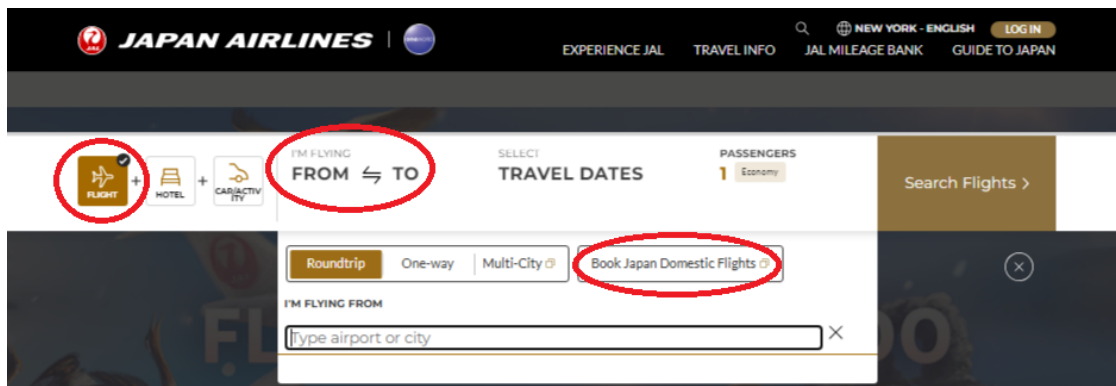 JAL JAPAN AIRLINES
NEW YORK - ENGLISH LOG IN
EXPERIENCE JAL TRAVEL INFO JAL MILEAGE BANK GUIDE TO JAPAN
I'M FLYING SELECT PASSENGERS
FROM TO TRAVEL DATES 1 Economy
FLIGHT + HOTEL + CAR/ACTIV
ITY
Search Flights >
Roundtrip One-way Multi-City Book Japan Domestic Flights
I'M FLYING FROM
Type airport or city